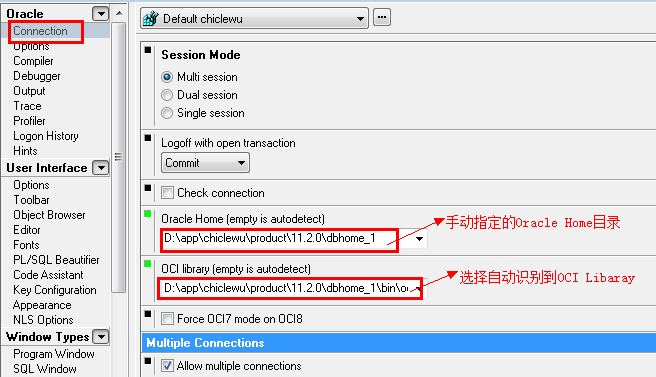 Oracle
Connection
Options
Compiler
Debugger
Output
Trace
Profiler
Logon History
Hints
User Interface
Options
Toolbar
Object Browser
Editor
Fonts
PL/SQL Beautifier
Code Assistant
Key Configuration
Appearance
NLS Options
Window Types
Program Window
SQL Window
Default chiclewu
...
Session Mode
Multi session
Dual session
Single session
Logoff with open transaction
Commit
Check connection
Oracle Home (empty is autodetect)
D:\app\chiclewu\product\11.2.0\dbhome_1
手动指定的Oracle Home目录
OCI library (empty is autodetect)
D:\app\chiclewu\product\11.2.0\dbhome_1\bin\oc
选择自动识别到OCI Libaray
Force OCI7 mode on OCI8
Multiple Connections
Allow multiple connections